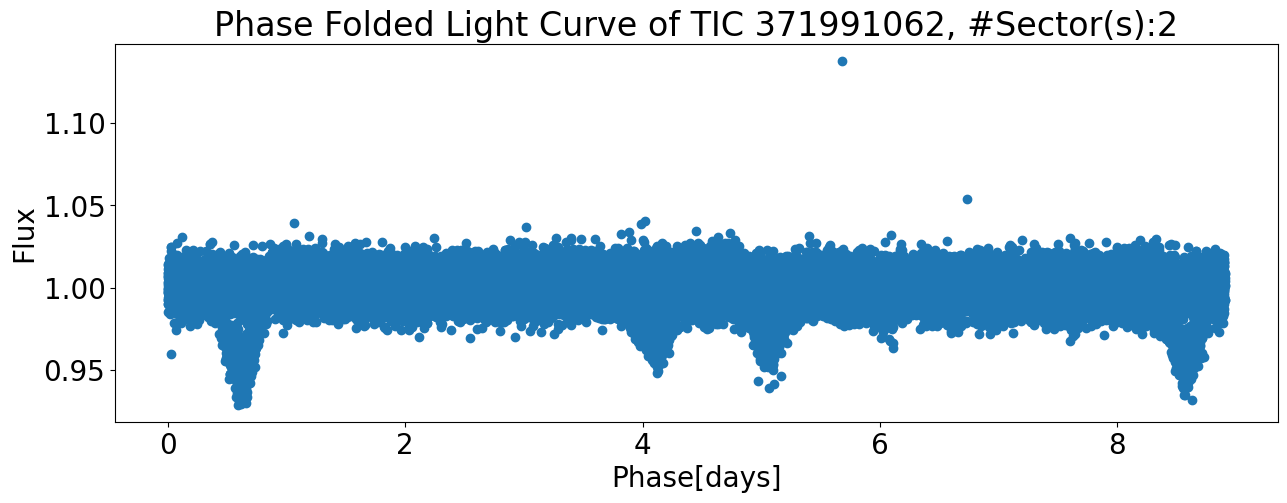 Phase Folded Light Curve of TIC 371991062, #Sector(s):2
Flux
1.10
1.05
1.00
0.95
0 2 4 6 8
Phase[days]